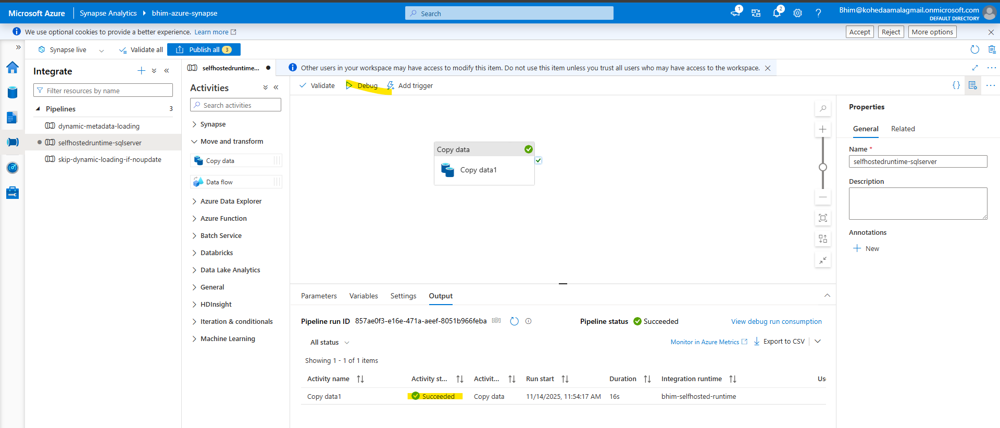 Microsoft Azure
Synapse Analytics
bhim-azure-synapse
Search
1
2
Bhim@kohedaamalagmail.onmicrosoft.com
DEFAULT DIRECTORY
We use optional cookies to provide a better experience. Learn more
Accept
Reject
More options
Synapse live
Validate all
Publish all 3
Integrate
Filter resources by name
Pipelines 3
dynamic-metadata-loading
selfhostedruntime-sqlserver
skip-dynamic-loading-if-noupdate
selfhostedruntime...
Other users in your workspace may have access to modify this item. Do not use this item unless you trust all users who may have access to the workspace.
Activities
Search activities
Synapse
Move and transform
Copy data
Data flow
Azure Data Explorer
Azure Function
Batch Service
Databricks
Data Lake Analytics
General
HDInsight
Iteration & conditionals
Machine Learning
Validate
Debug
Add trigger
{}
Copy data
Copy data1
Parameters
Variables
Settings
Output
Pipeline run ID 857ae0f3-e16e-471a-aeef-8051b966feba [@]
Pipeline status Succeeded
View debug run consumption
All status
Monitor in Azure Metrics
Export to CSV
Showing 1 - 1 of 1 items
Activity name Activity st... Activit... Run start Duration Integration runtime Us
Copy data1 Succeeded Copy data 11/14/2025, 11:54:17 AM 16s bhim-selfhosted-runtime
Properties
General
Related
Name *
selfhostedruntime-sqlserver
Description
Annotations
New